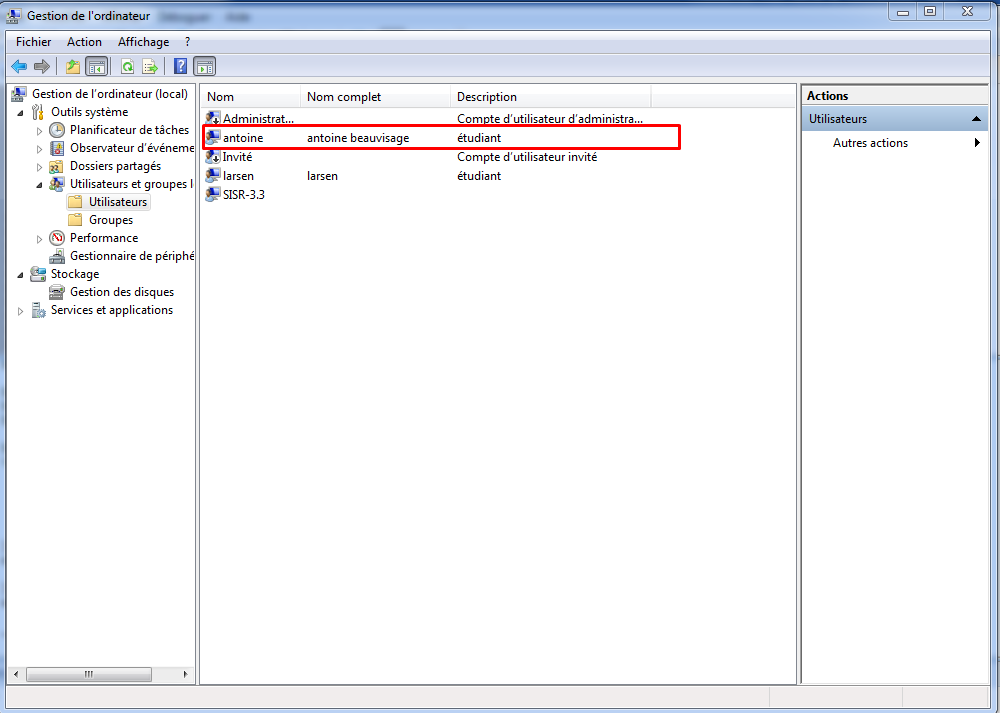 Gestion de l'ordinateur
Fichier Action Affichage ?
Gestion de l'ordinateur (local)
Outils système
Planificateur de tâches
Observateur d'événeme
Dossiers partagés
Utilisateurs et groupes l
Utilisateurs
Groupes
Performance
Gestionnaire de périphé
Stockage
Gestion des disques
Services et applications
Nom Nom complet Description
Administrat... Compte d'utilisateur d'administra...
antoine antoine beauvisage étudiant
Invité Compte d'utilisateur invité
larsen larsen étudiant
SISR-3.3
Actions
Utilisateurs
Autres actions